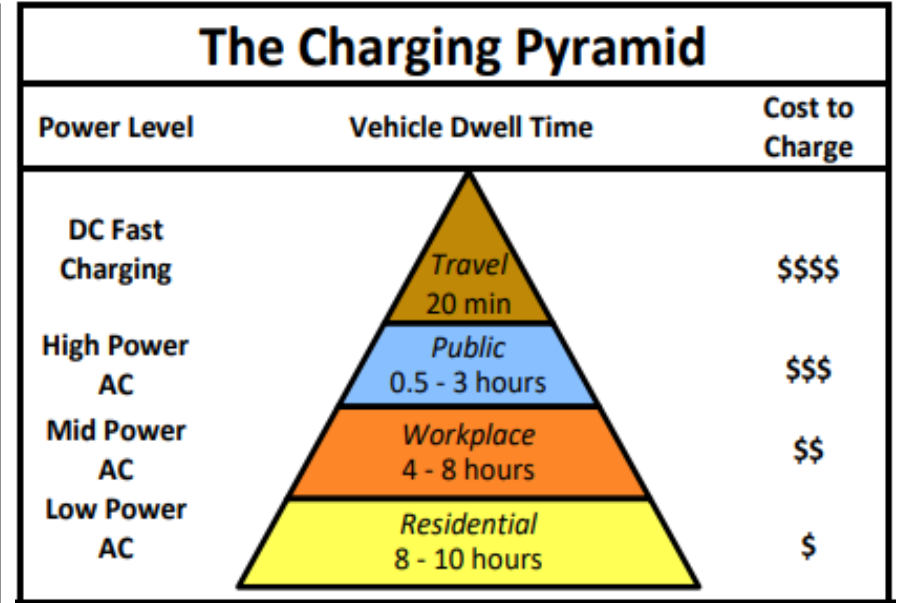 The Charging Pyramid
Power Level
Vehicle Dwell Time
Cost to
Charge
DC Fast
Charging
Travel
20 min
$$$$
High Power
AC
Public
0.5 - 3 hours
$$$
Mid Power
AC
Workplace
4 - 8 hours
$$
Low Power
AC
Residential
8 - 10 hours
$